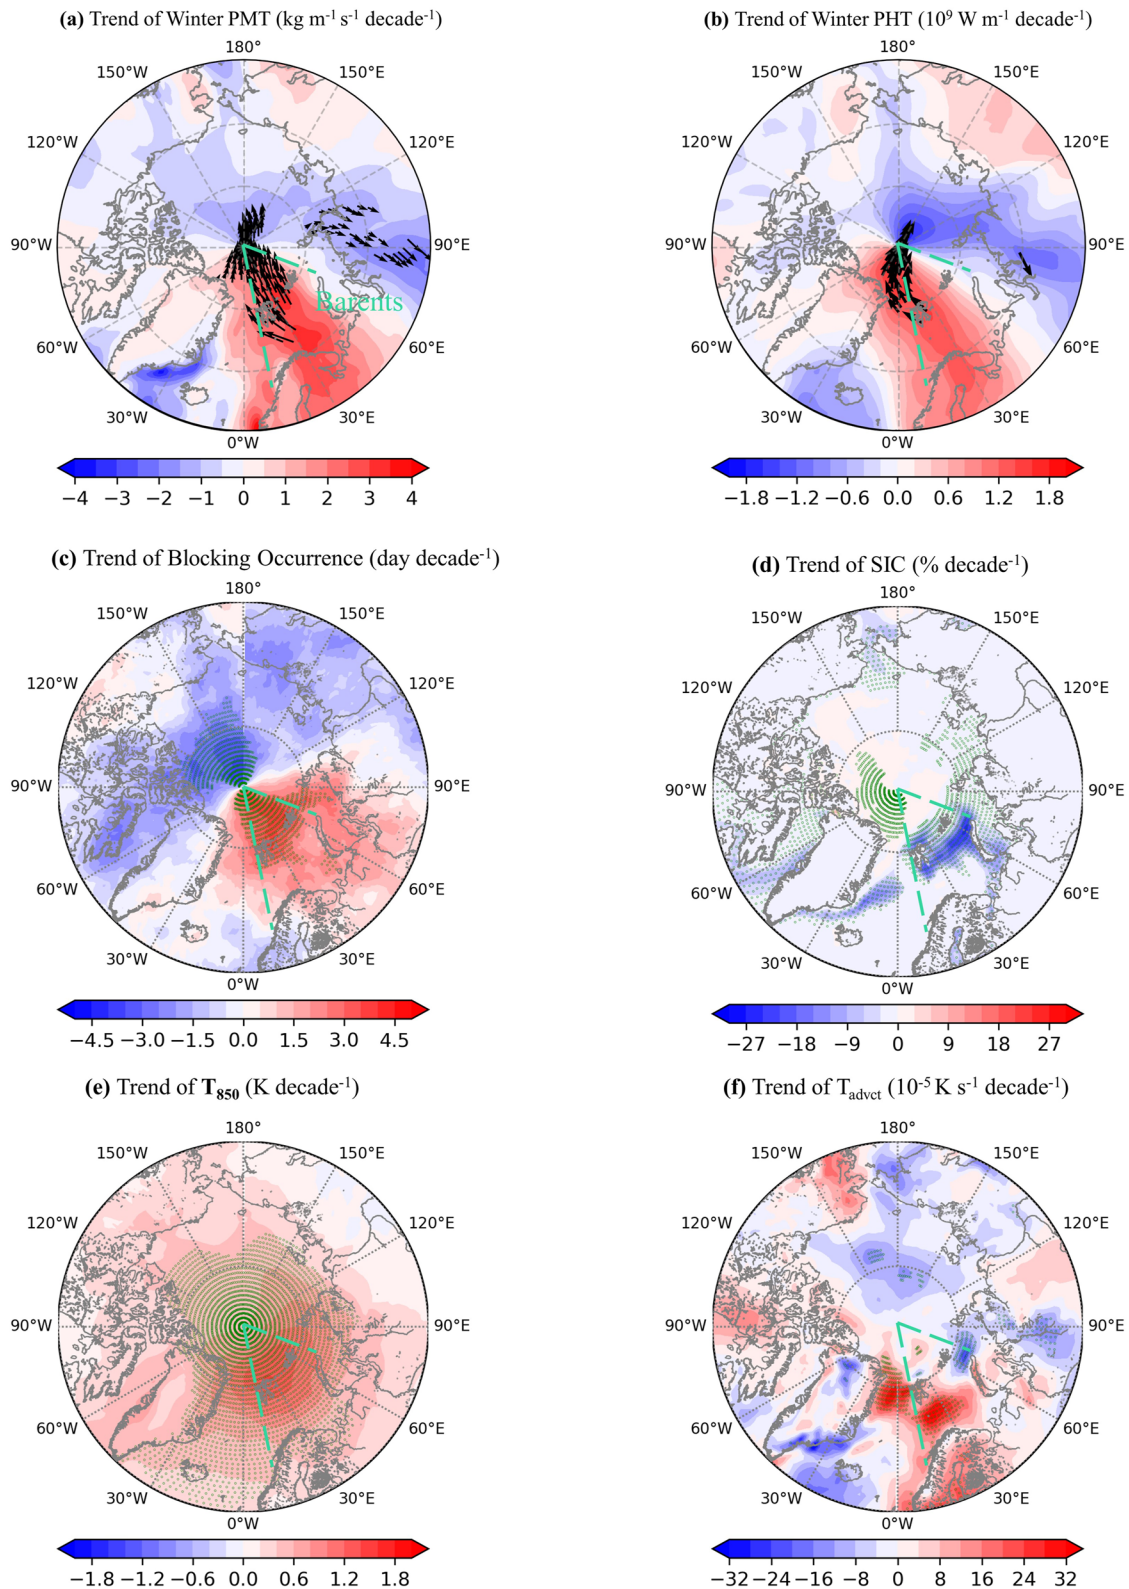 (a) Trend of Winter PMT (kg m⁻¹ s⁻¹ decade⁻¹)
180°
150°W 150°E
120°W 120°E
90°W 90°E
Barents
60°W 60°E
30°W 30°E
0°W
−4 −3 −2 −1 0 1 2 3 4
(b) Trend of Winter PHT (10⁹ W m⁻¹ decade⁻¹)
180°
150°W 150°E
120°W 120°E
90°W 90°E
60°W 60°E
30°W 30°E
0°W
−1.8 −1.2 −0.6 0.0 0.6 1.2 1.8
(c) Trend of Blocking Occurrence (day decade⁻¹)
180°
150°W 150°E
120°W 120°E
90°W 90°E
60°W 60°E
30°W 30°E
0°W
−4.5 −3.0 −1.5 0.0 1.5 3.0 4.5
(d) Trend of SIC (% decade⁻¹)
180°
150°W 150°E
120°W 120°E
90°W 90°E
60°W 60°E
30°W 30°E
0°W
−27 −18 −9 0 9 18 27
(e) Trend of T₈₅₀ (K decade⁻¹)
180°
150°W 150°E
120°W 120°E
90°W 90°E
60°W 60°E
30°W 30°E
0°W
−1.8 −1.2 −0.6 0.0 0.6 1.2 1.8
(f) Trend of Tadvct (10⁻⁵ K s⁻¹ decade⁻¹)
180°
150°W 150°E
120°W 120°E
90°W 90°E
60°W 60°E
30°W 30°E
0°W
−32 −24 −16 −8 0 8 16 24 32